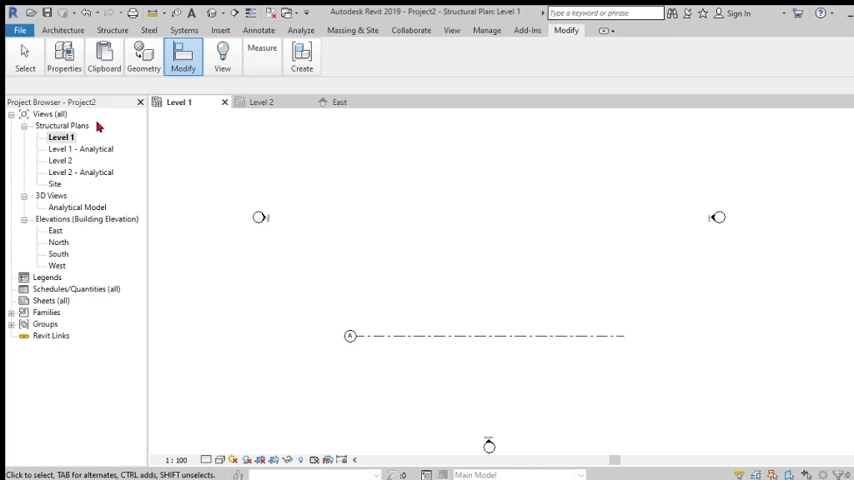 Autodesk Revit 2019 - Project2 - Structural Plan: Level 1
Type a keyword or phrase
Sign In
File Architecture Structure Steel Systems Insert Annotate Analyze Massing & Site Collaborate View Manage Add-Ins Modify
Select Properties Clipboard Geometry Modify View Measure Create
Project Browser - Project2
Level 1
Level 2
East
Views (all)
Structural Plans
Level 1
Level 1 - Analytical
Level 2
Level 2 - Analytical
Site
3D Views
Analytical Model
Elevations (Building Elevation)
East
North
South
West
Legends
Schedules/Quantities (all)
Sheets (all)
Families
Groups
Revit Links
A
1 : 100
Click to select, TAB for alternates, CTRL adds, SHIFT unselects.
:0
Main Model
:0